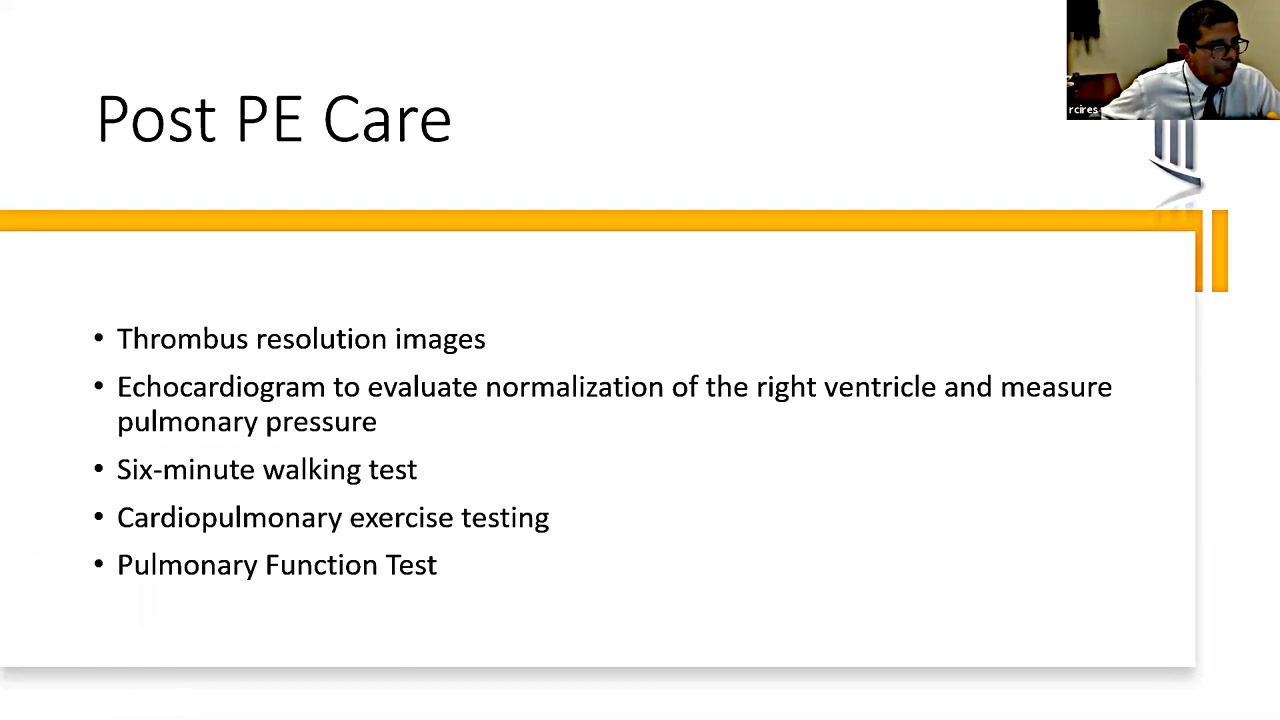 rcires
Post PE Care
• Thrombus resolution images
• Echocardiogram to evaluate normalization of the right ventricle and measure
pulmonary pressure
• Six-minute walking test
• Cardiopulmonary exercise testing
• Pulmonary Function Test